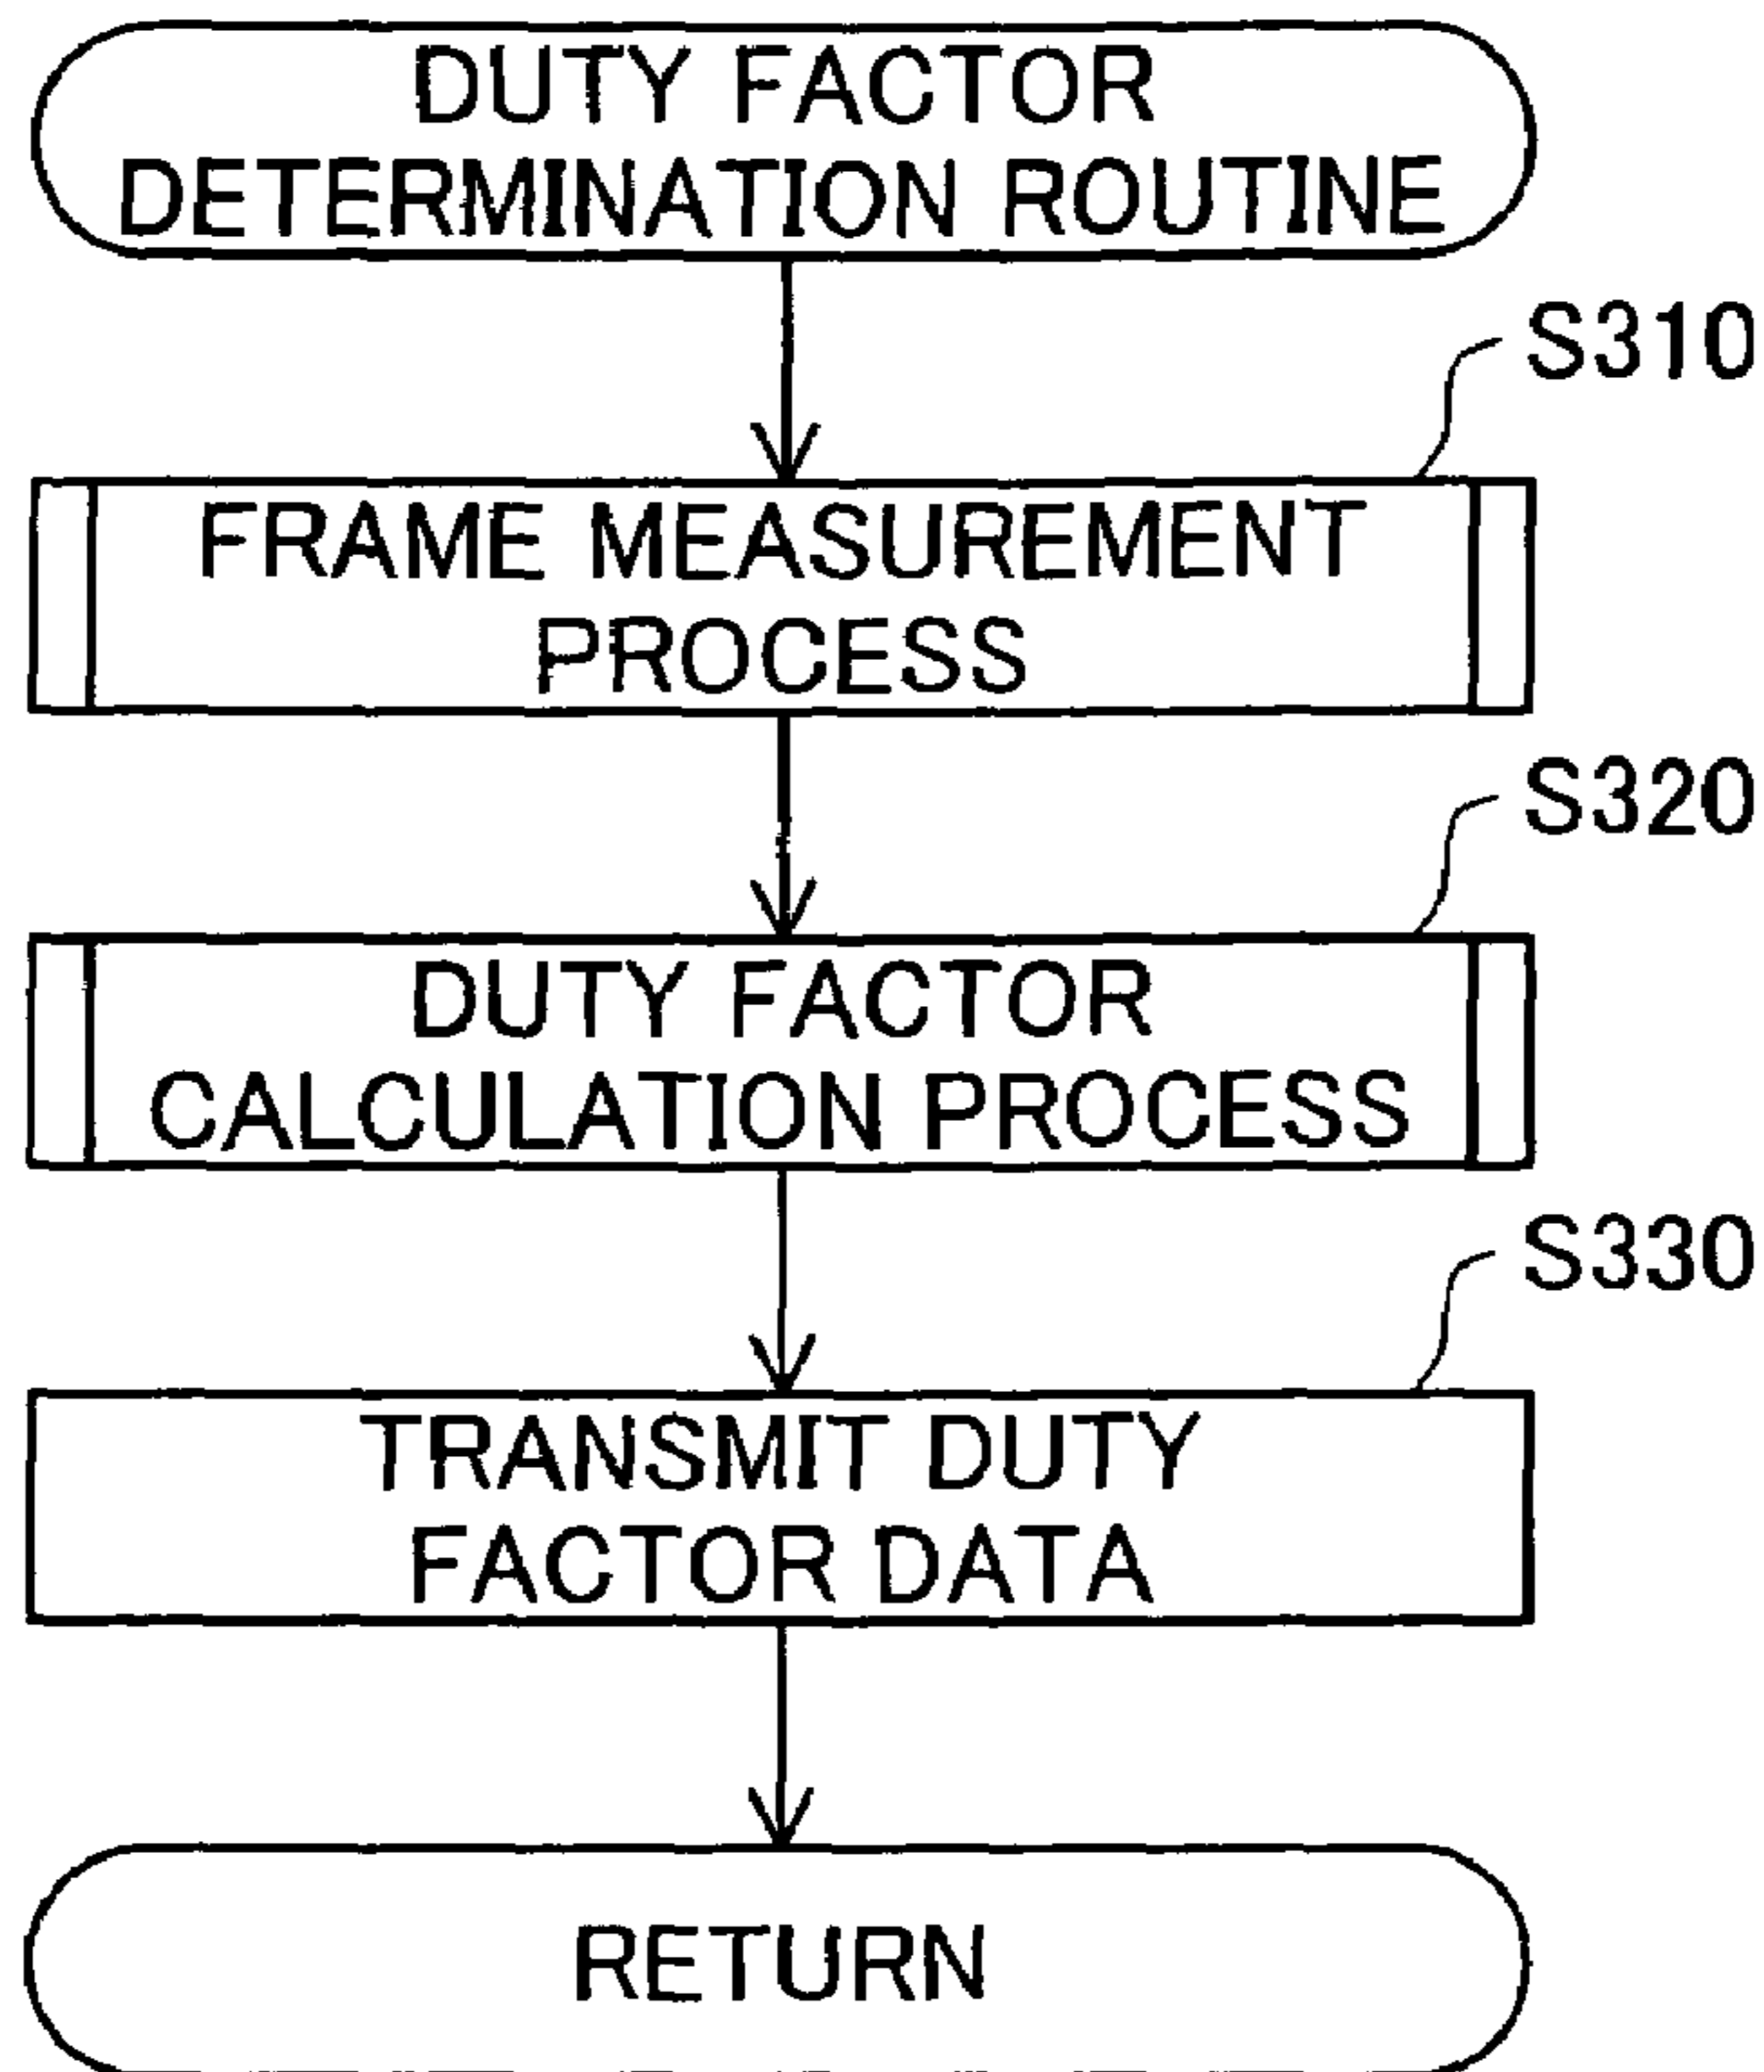 DUTY FACTOR
DETERMINATION ROUTINE
S310
FRAME MEASUREMENT
PROCESS
S320
DUTY FACTOR
CALCULATION PROCESS
S330
TRANSMIT DUTY
FACTOR DATA
RETURN